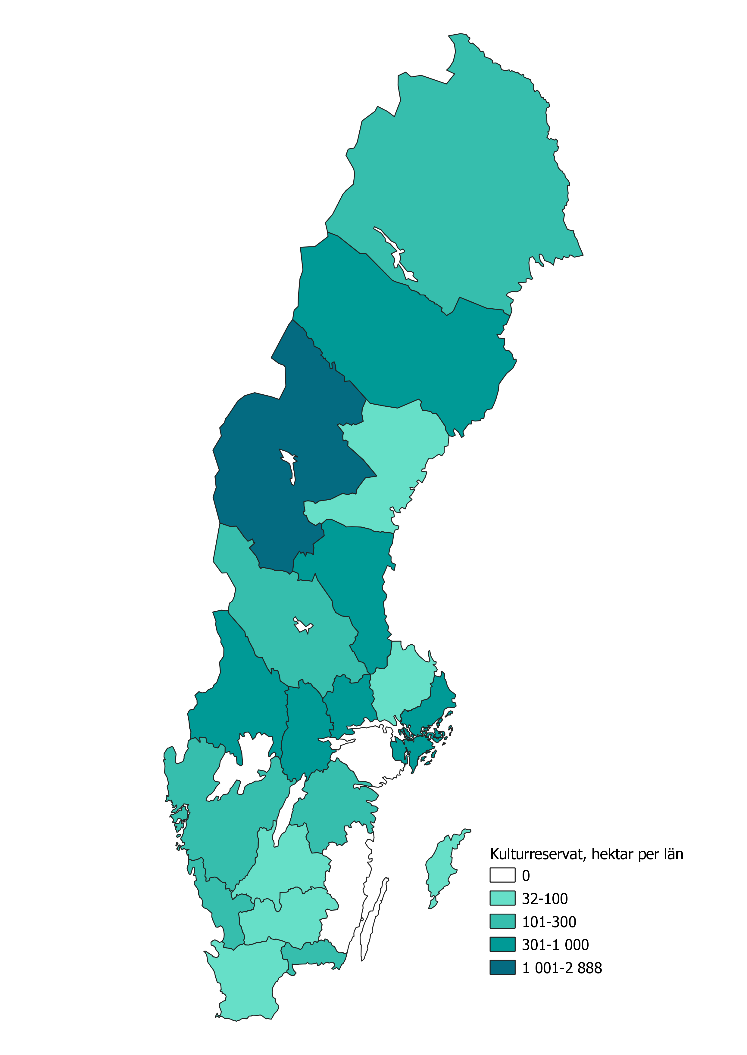 Kulturreservat, hektar per län
0
32-100
101-300
301-1 000
1 001-2 888